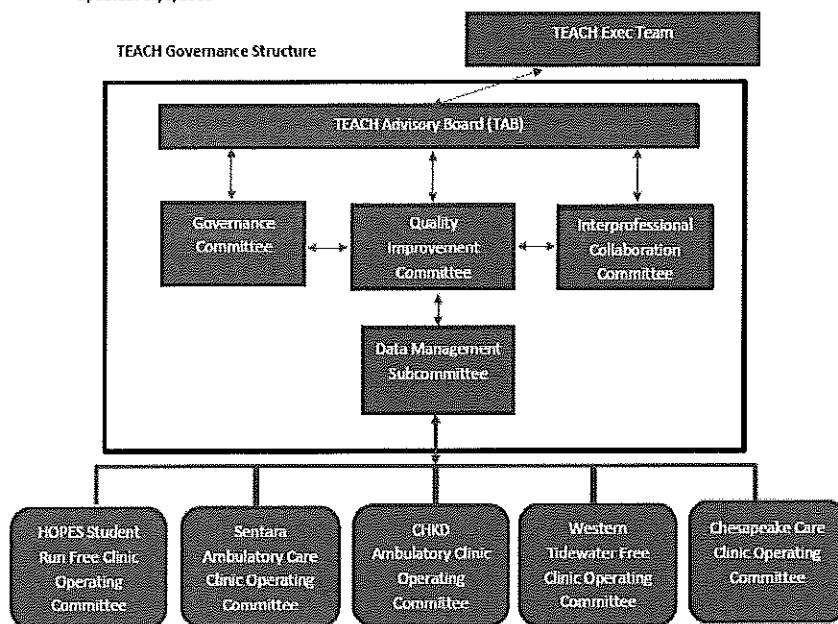 TEACH Exec Team
TEACH Governance Structure
TEACH Advisory Board (TAB)
Governance
Committee
Quality
Improvement
Committee
Interprofessional
Collaboration
Committee
Data Management
Subcommittee
HOPES Student
Run Free Clinic
Operating
Committee
Sentara
Ambulatory Care
Clinic Operating
Committee
CHKD
Ambulatory Clinic
Operating
Committee
Western
Tidewater Free
Clinic Operating
Committee
Chesapeake Care
Clinic Operating
Committee